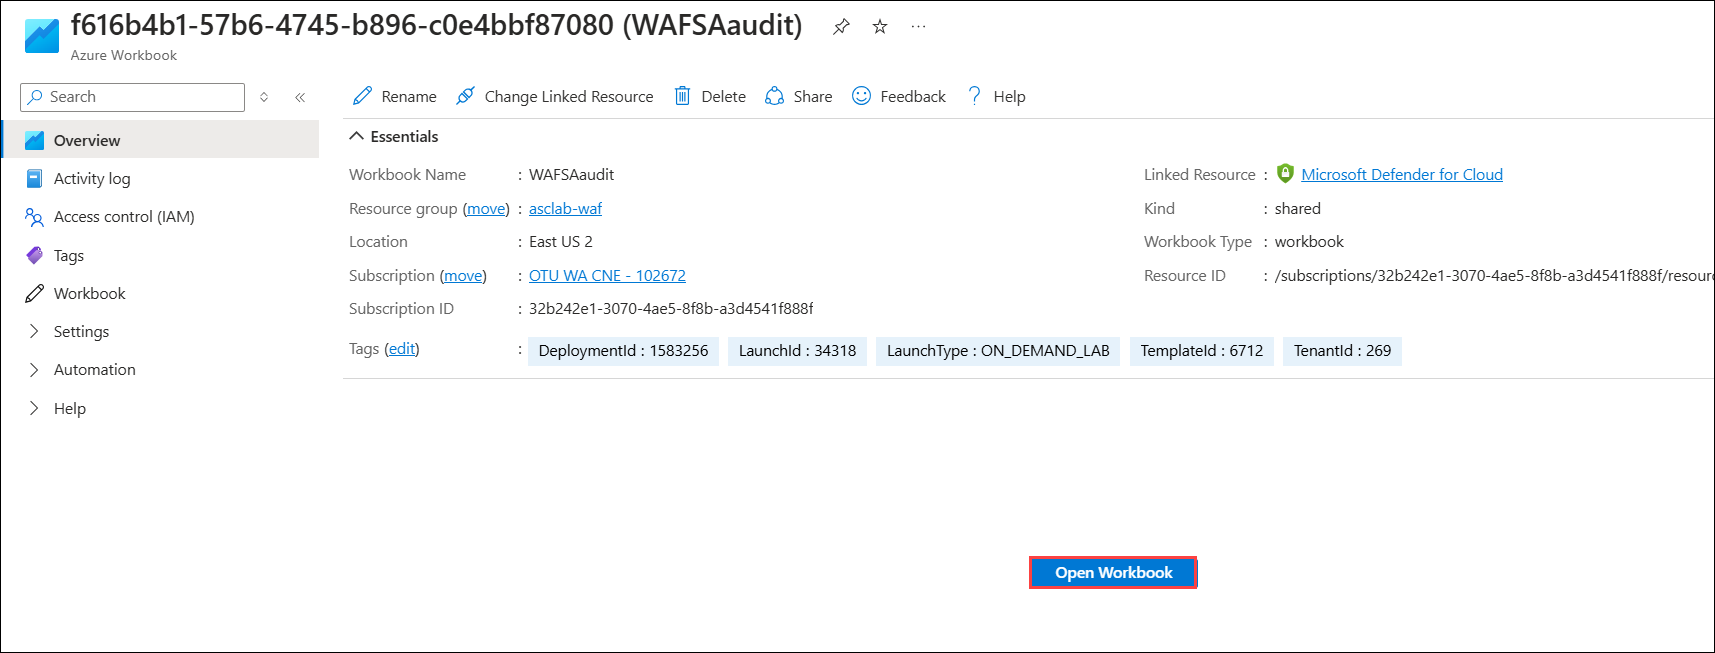 f616b4b1-57b6-4745-b896-c0e4bbf87080 (WAFSAaudit)
Azure Workbook
Search
Overview
Activity log
Access control (IAM)
Tags
Workbook
Settings
Automation
Help
Rename Change Linked Resource Delete Share Feedback Help
Essentials
Workbook Name : WAFSAaudit
Resource group (move) : asclab-waf
Location : East US 2
Subscription (move) : OTU WA CNE - 102672
Subscription ID : 32b242e1-3070-4ae5-8f8b-a3d4541f888f
Linked Resource : Microsoft Defender for Cloud
Kind : shared
Workbook Type : workbook
Resource ID : /subscriptions/32b242e1-3070-4ae5-8f8b-a3d4541f888f/resourc
Tags (edit) : DeploymentId : 1583256 LaunchId : 34318 LaunchType : ON_DEMAND_LAB TemplateId : 6712 TenantId : 269
Open Workbook